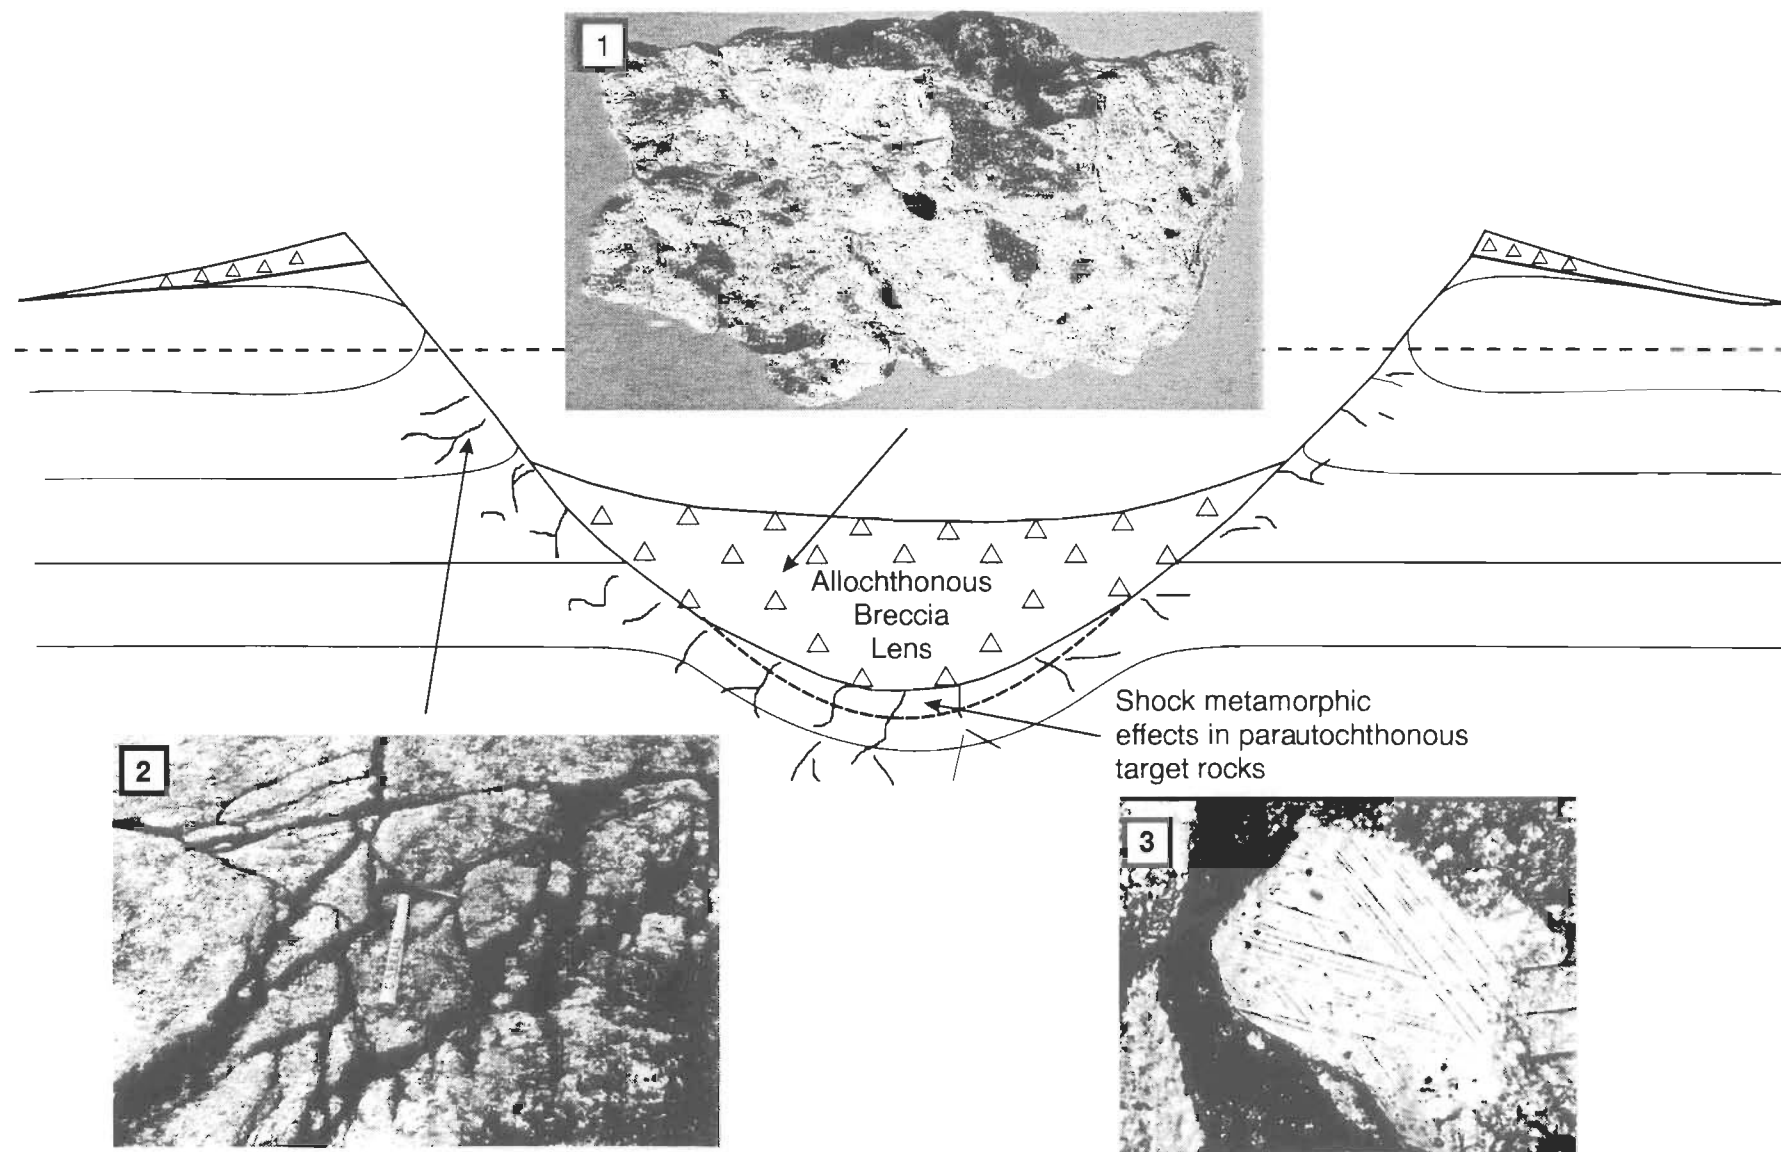 1
Allochthonous
Breccia
Lens
Shock metamorphic
effects in parautochthonous
target rocks
2
3